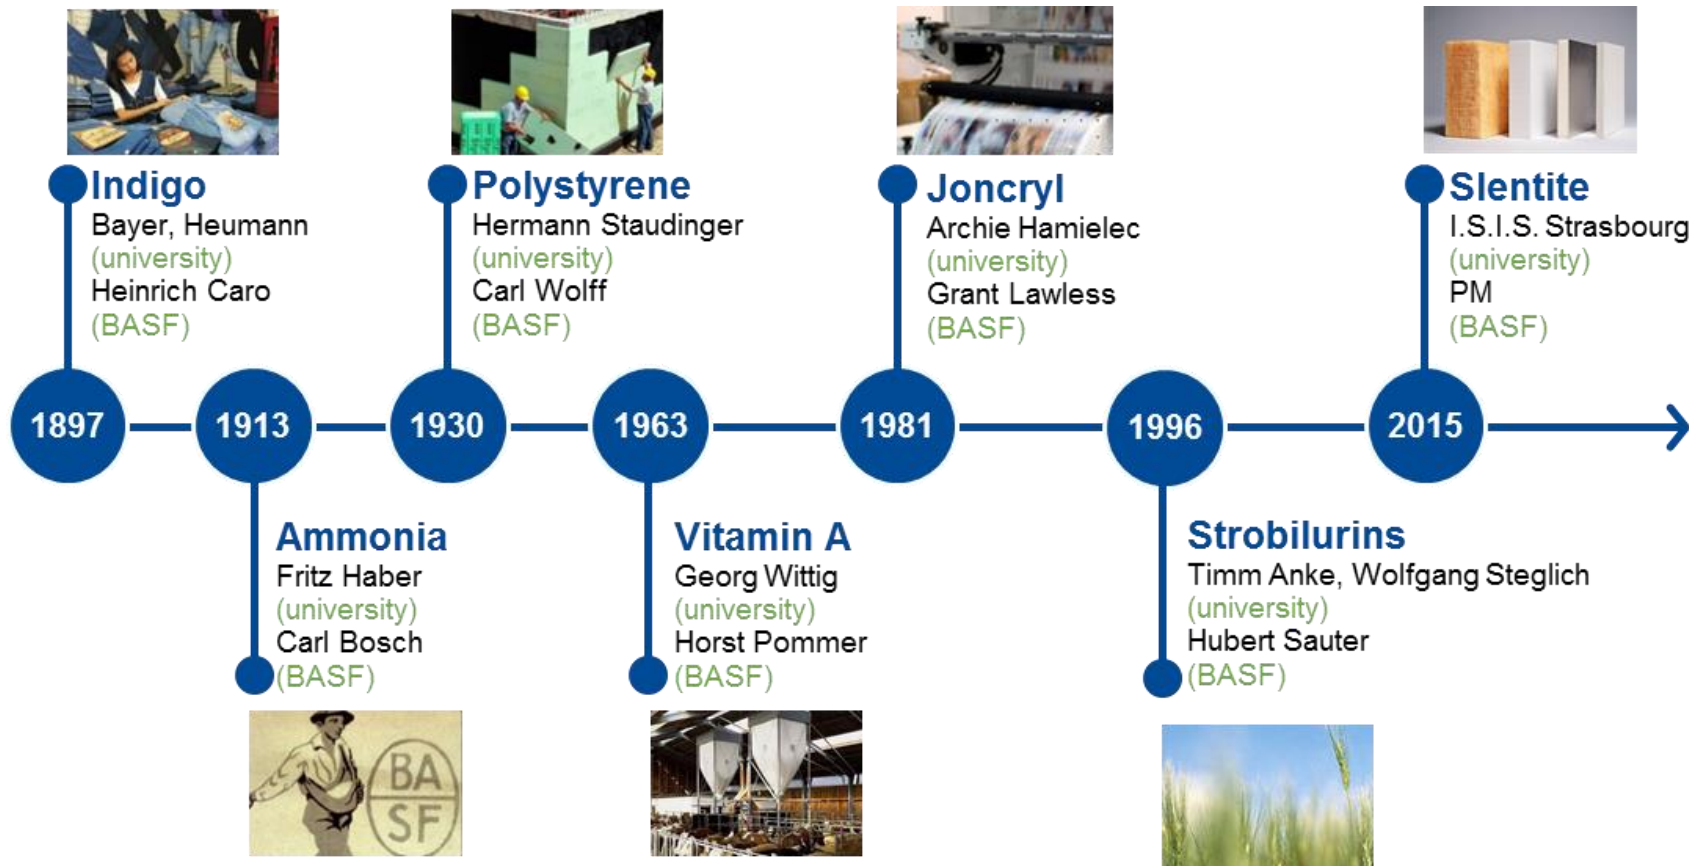 Indigo
Bayer, Heumann
(university)
Heinrich Caro
(BASF)
Polystyrene
Hermann Staudinger
(university)
Carl Wolff
(BASF)
Joncryl
Archie Hamielec
(university)
Grant Lawless
(BASF)
Slentite
I.S.I.S. Strasbourg
(university)
PM
(BASF)
1897
1913
1930
1963
1981
1996
2015
Ammonia
Fritz Haber
(university)
Carl Bosch
(BASF)
Vitamin A
Georg Wittig
(university)
Horst Pommer
(BASF)
Strobilurins
Timm Anke, Wolfgang Steglich
(university)
Hubert Sauter
(BASF)
BA
SF